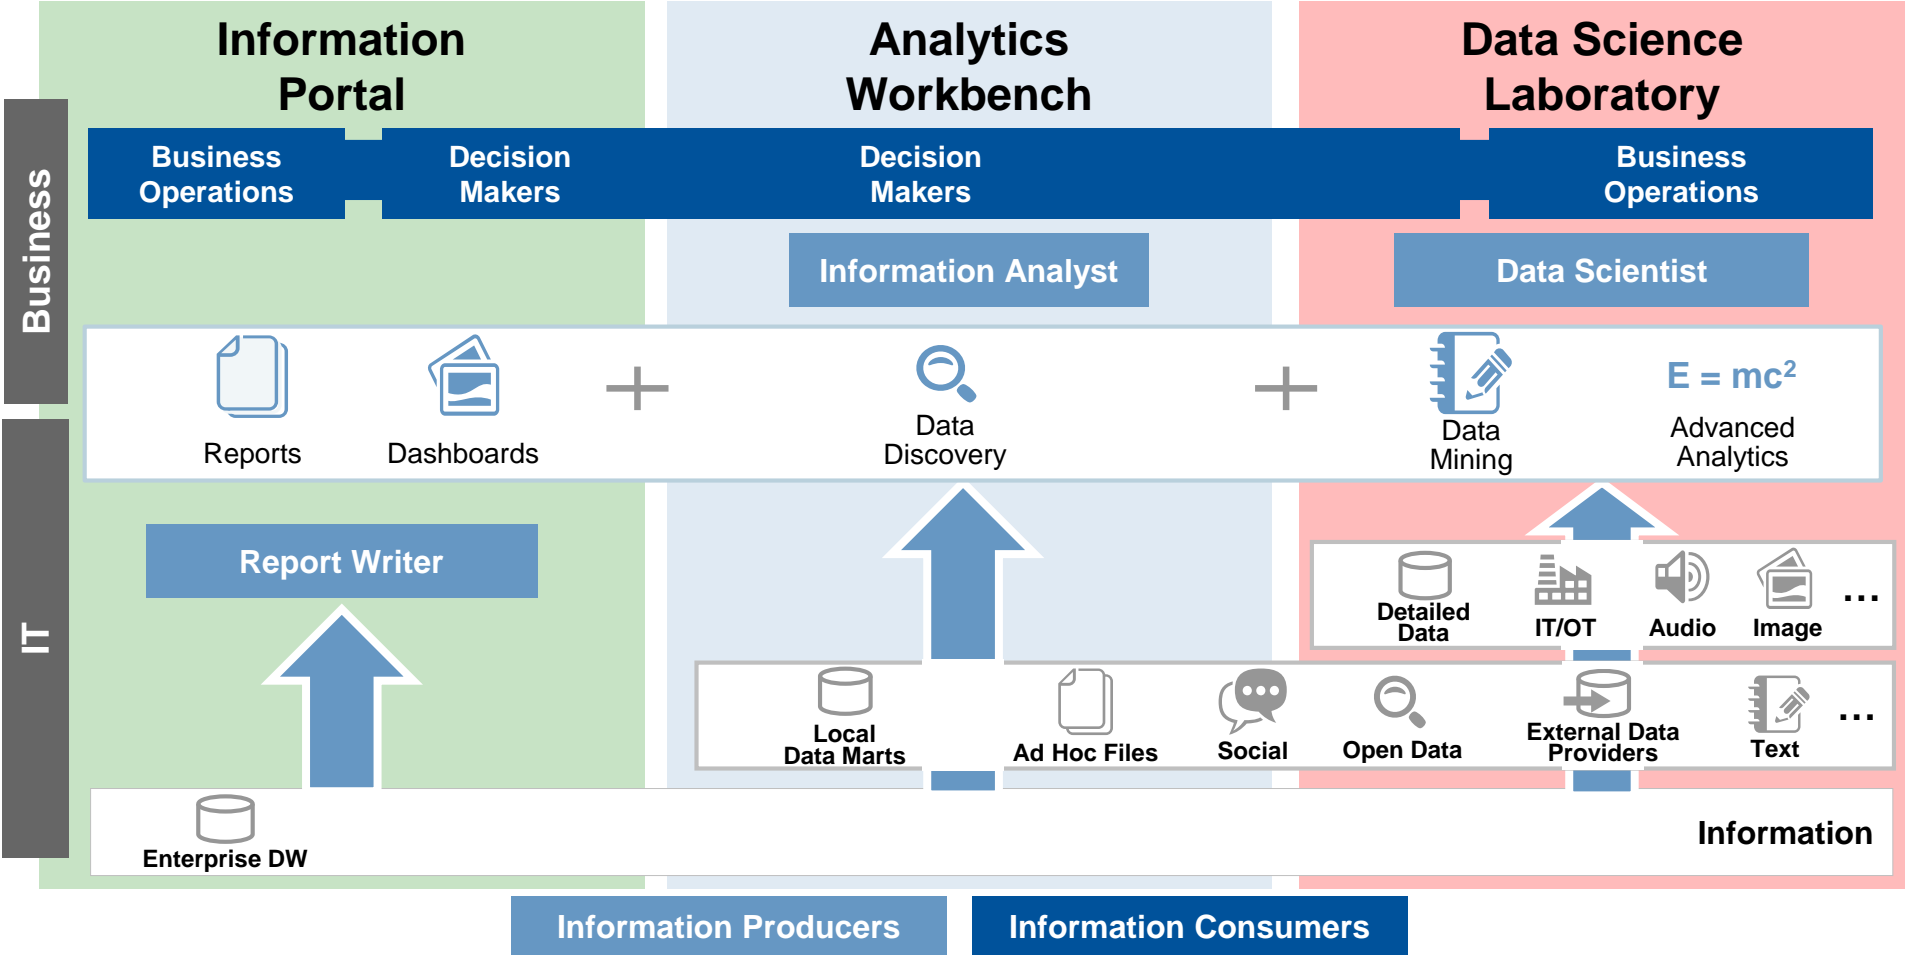 Information
Portal
Analytics
Workbench
Data Science
Laboratory
Business
IT
Business
Operations
Decision
Makers
Decision
Makers
Business
Operations
Information Analyst
Data Scientist
Reports
Dashboards
Data
Discovery
Data
Mining
E = mc²
Advanced
Analytics
Report Writer
Detailed
Data
IT/OT
Audio
Image
...
Local
Data Marts
Ad Hoc Files
Social
Open Data
External Data
Providers
Text
...
Enterprise DW
Information
Information Producers
Information Consumers